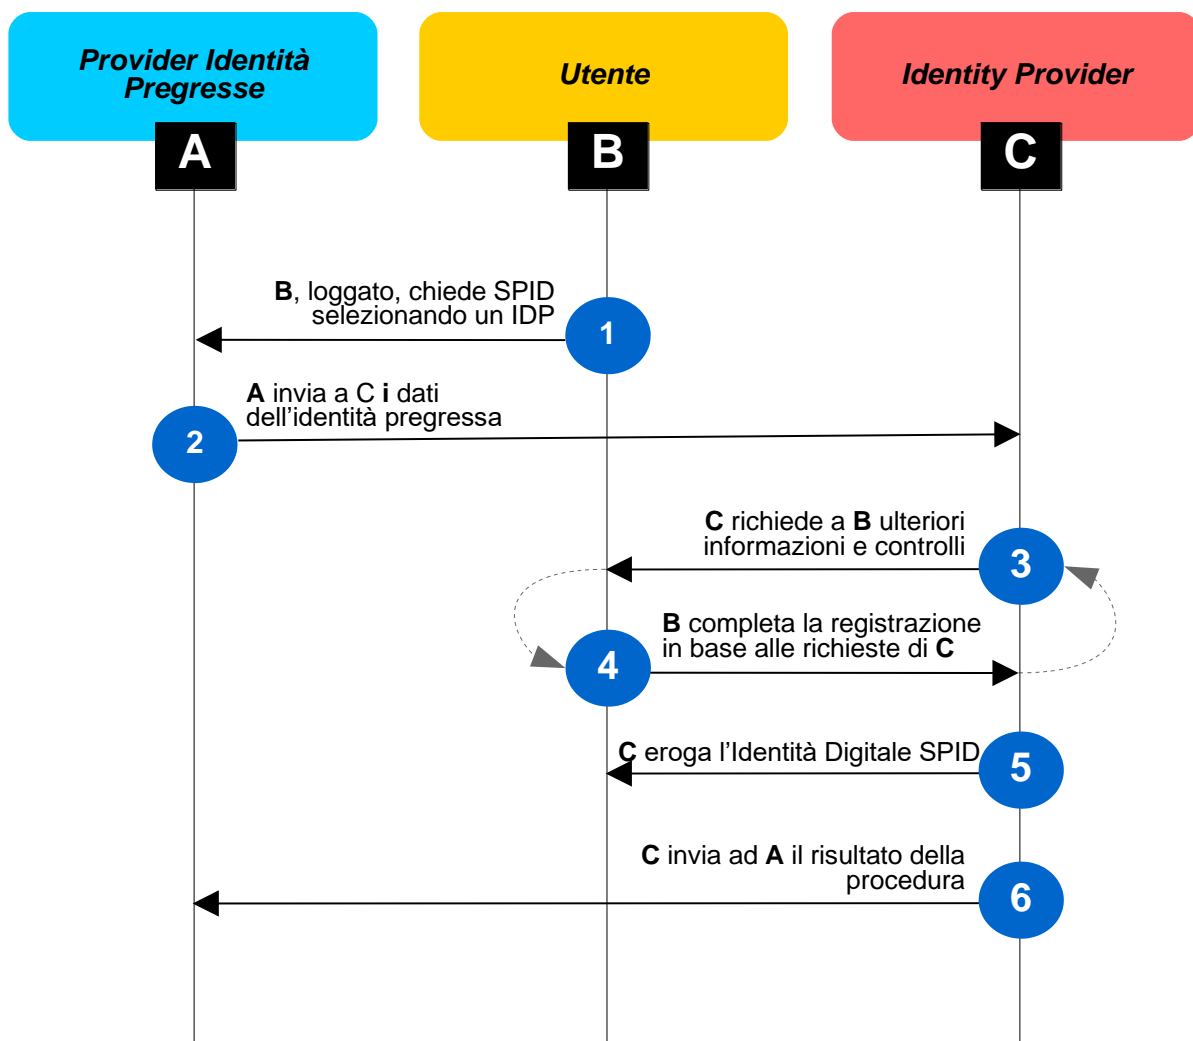 Provider Identità
Pregresse
Utente
Identity Provider
A
B
C
B, loggato, chiede SPID
selezionando un IDP
1
A invia a C i dati
dell’identità pregressa
2
C richiede a B ulteriori
informazioni e controlli
3
B completa la registrazione
in base alle richieste di C
4
C eroga l’Identità Digitale SPID
5
C invia ad A il risultato della
procedura
6